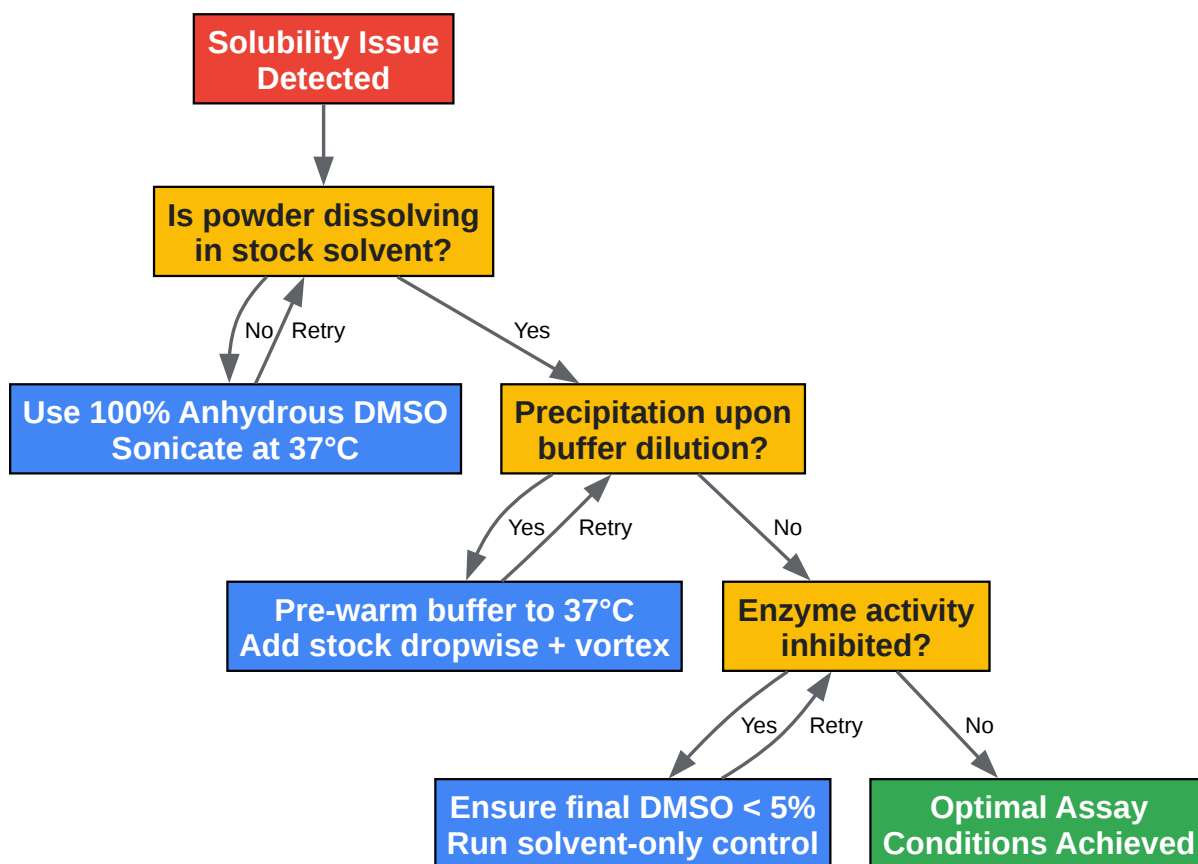 Solubility Issue
Detected
Is powder dissolving
in stock solvent?
No
Retry
Yes
Use 100% Anhydrous DMSO
Sonicate at 37°C
Precipitation upon
buffer dilution?
Yes
Retry
No
Pre-warm buffer to 37°C
Add stock dropwise + vortex
Enzyme activity
inhibited?
Yes
Retry
No
Ensure final DMSO < 5%
Run solvent-only control
Optimal Assay
Conditions Achieved